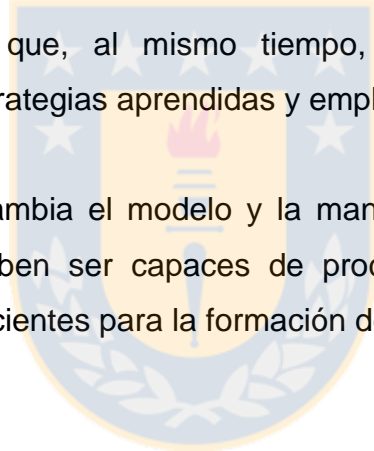 que, al mismo tiempo,
rategias aprendidas y empl
ambia el modelo y la man
ben ser capaces de proc
cientes para la formación d